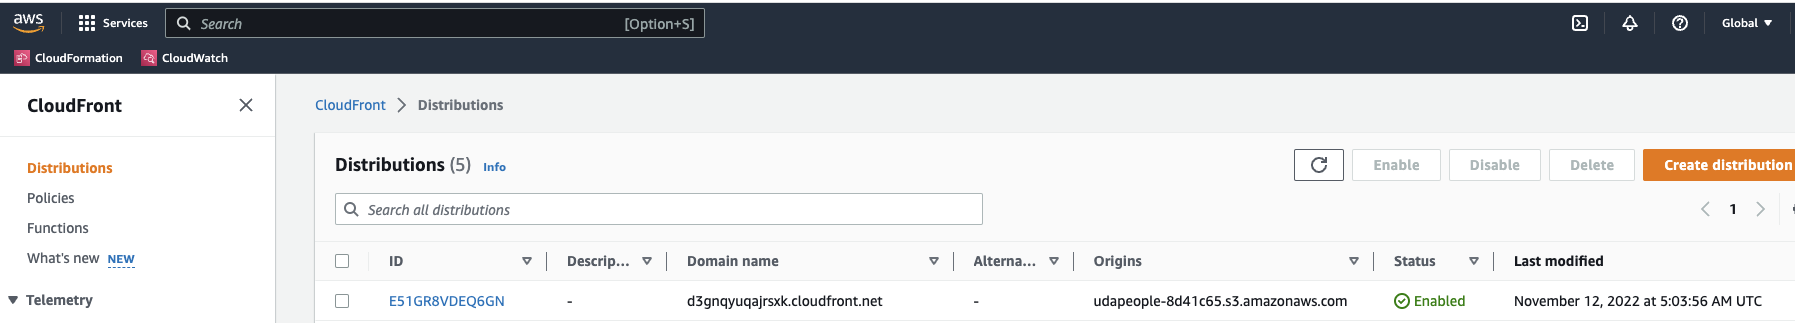 aws Services Search [Option+S] Global
CloudFormation CloudWatch
CloudFront
Distributions
Policies
Functions
What's new NEW
Telemetry
CloudFront Distributions
Distributions (5) Info Enable Disable Delete Create distribution
Search all distributions 1
ID Descrip... Domain name Alterna... Origins Status Last modified
E51GR8VDEQ6GN - d3gnqyuqajrsxk.cloudfront.net - udapeople-8d41c65.s3.amazonaws.com Enabled November 12, 2022 at 5:03:56 AM UTC